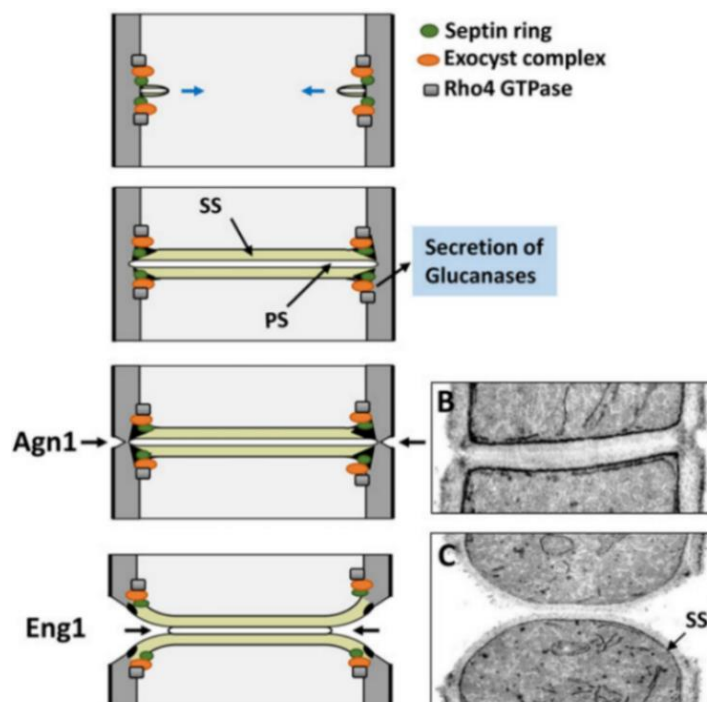 Septin ring
Exocyst complex
Rho4 GTPase
SS
Secretion of
Glucanases
PS
Agn1
B
Eng1
C
SS